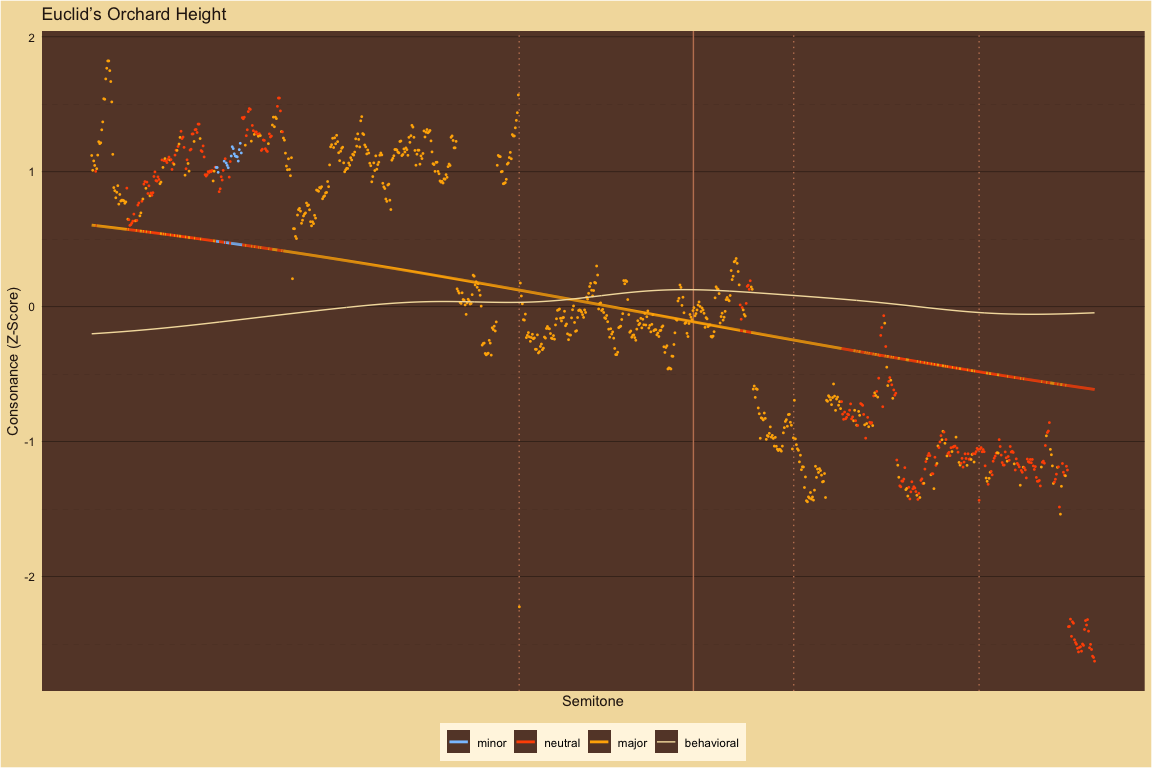 Euclid’s Orchard Height
2
1
0
-1
-2
Consonance (Z-Score)
Semitone
minor neutral major behavioral